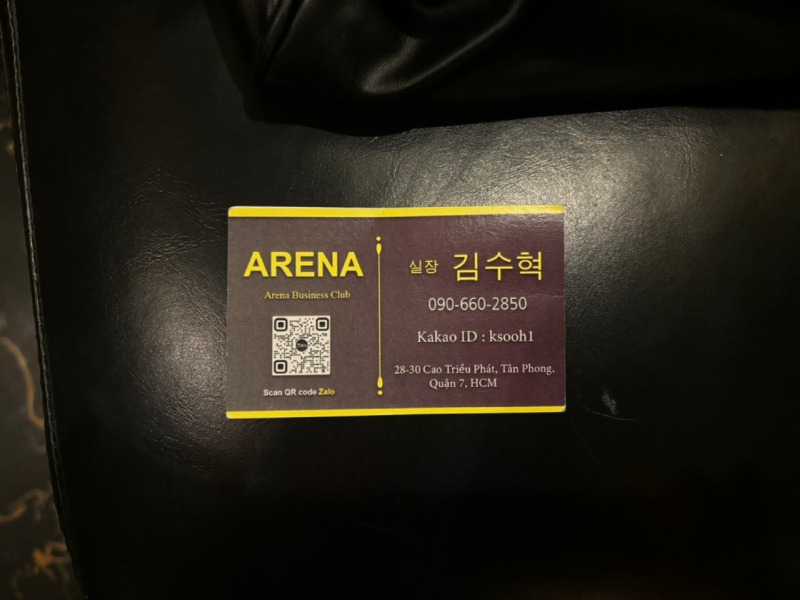 ARENA
Arena Business Club
Scan QR code Zalo
실장 김수혁
090-660-2850
Kakao ID : ksooh1
28-30 Cao Triều Phát, Tân Phong,
Quận 7, HCM